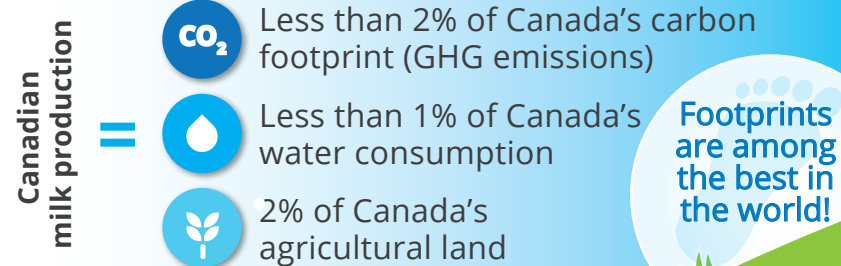 Canadian
milk production
=
CO₂
Less than 2% of Canada’s carbon
footprint (GHG emissions)
Less than 1% of Canada’s
water consumption
2% of Canada’s
agricultural land
Footprints
are among
the best in
the world!